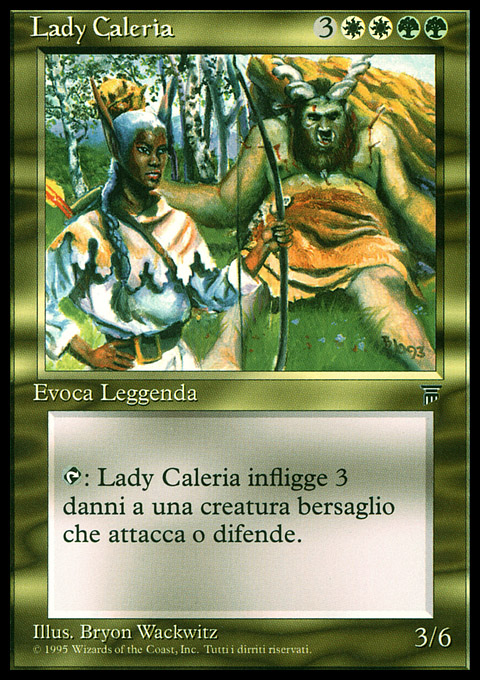 Lady Caleria 3
Evoca Leggenda
: Lady Caleria infligge 3
danni a una creatura bersaglio
che attacca o difende.
Illus. Bryon Wackwitz
3/6
© 1995 Wizards of the Coast, Inc. Tutti i dirriti riservati.